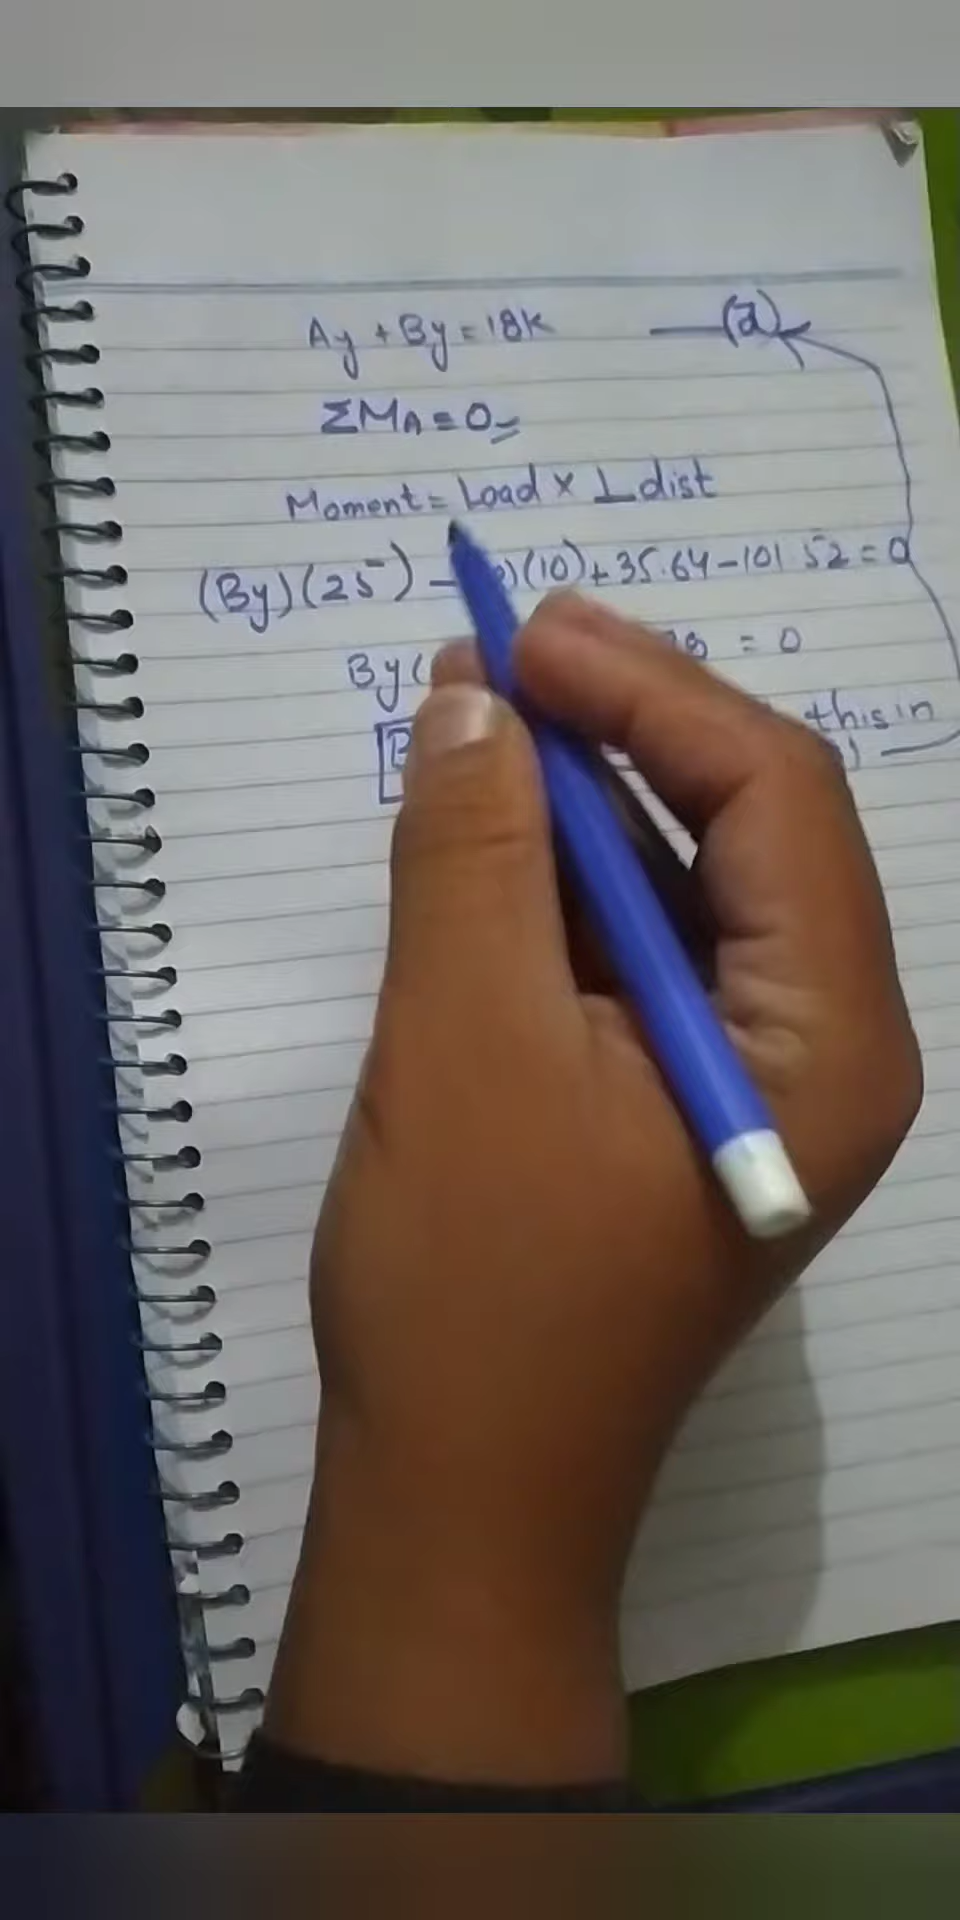 Ay + By = 18K —(2)
ΣMA = 0
Moment = Load × ⊥ dist
(By)(25) - )(10) + 35.64 - 101.52 = 0
By( = 0
this in